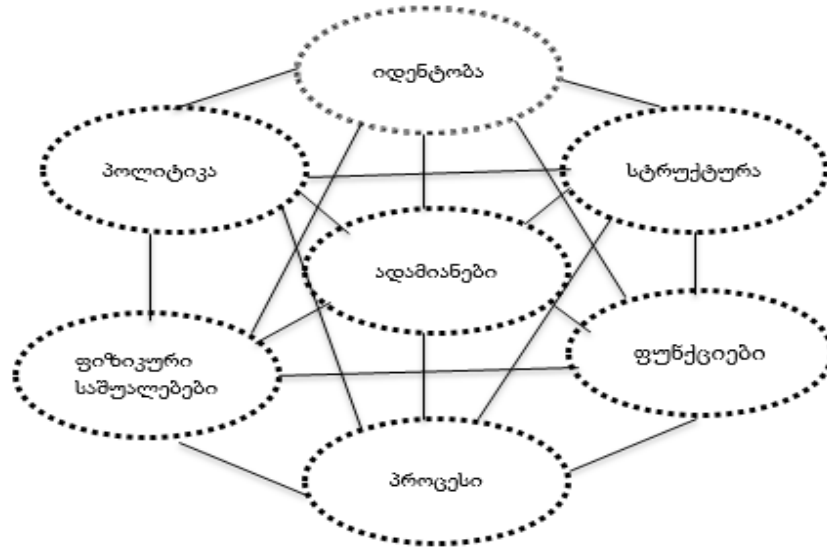 იდენტობა
პოლიტიკა
სტრუქტურა
ადამიანები
ფიზიკური
საშუალებები
ფუნქციები
პროცესი